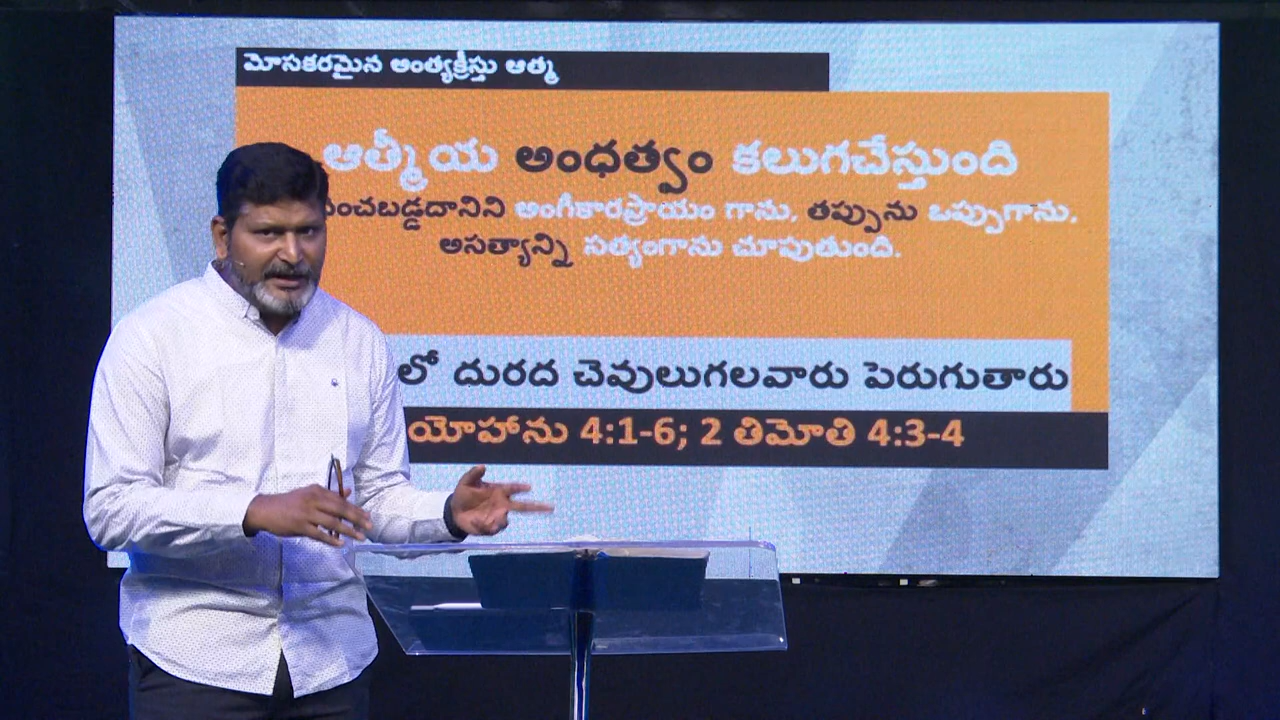 మోసకరమైన అంత్యక్రీస్తు ఆత్మ
ఆత్మీయ అంధత్వం కలుగచేస్తుంది
అంగీకారప్రాయం గాను, తప్పును ఒప్పుగాను,
అసత్యాన్ని సత్యంగాను చూపుతుంది.
లో దురద చెవులుగలవారు పెరుగుతారు
యోహాను 4:1-6; 2 తిమోతి 4:3-4